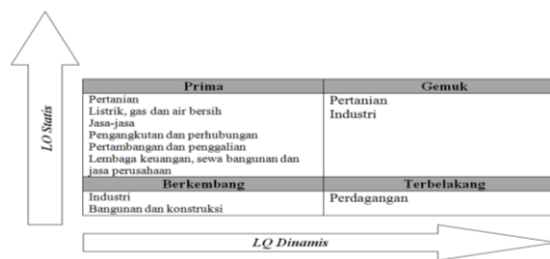 LQ Statis
Prima
Gemuk
Pertanian
Listrik, gas dan air bersih
Jasa-jasa
Pengangkutan dan perhubungan
Pertambangan dan penggalian
Lembaga keuangan, sewa bangunan dan
jasa perusahaan
Pertanian
Industri
Berkembang
Terbelakang
Industri
Bangunan dan konstruksi
Perdagangan
LQ Dinamis